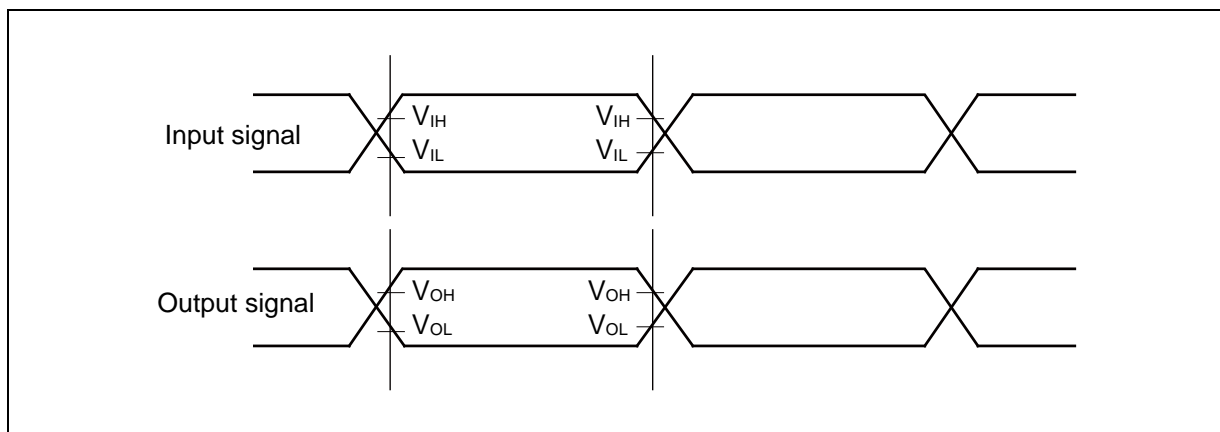 Input signal
VIH
VIL
VIH
VIL
Output signal
VOH
VOL
VOH
VOL